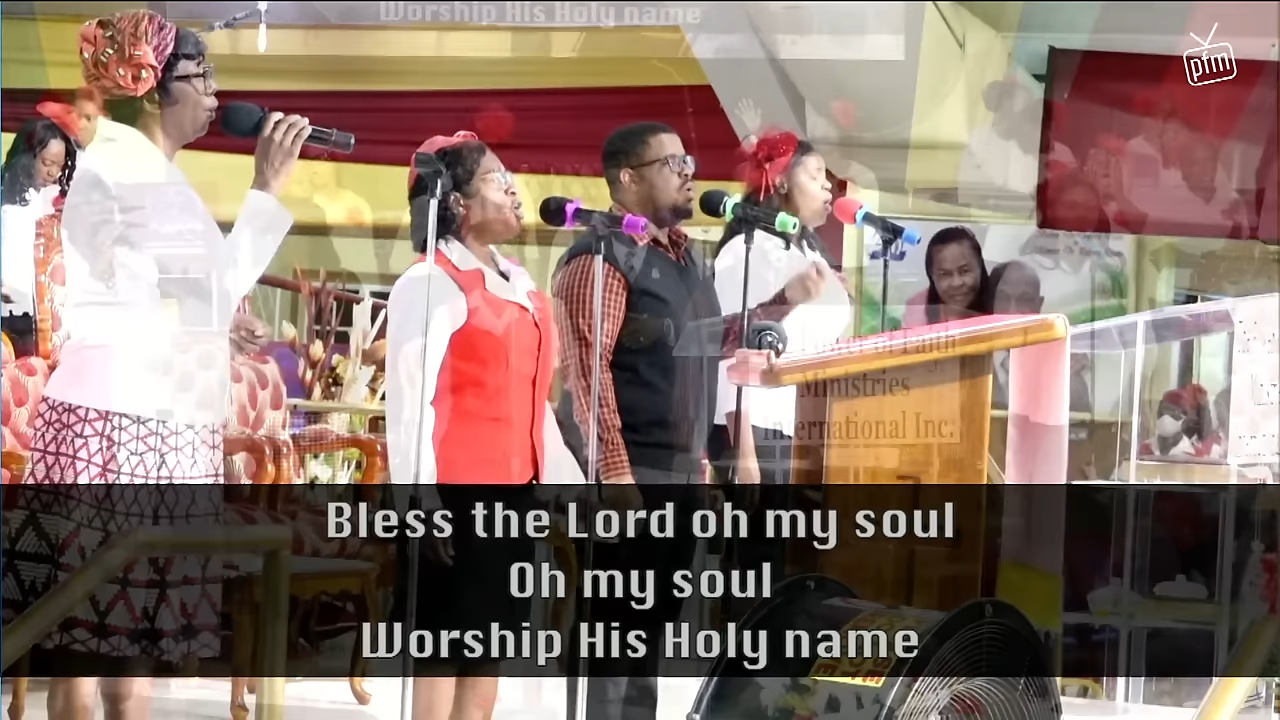 Worship His Holy name
pfm
Ministries
International Inc.
Bless the Lord oh my soul
Oh my soul
Worship His Holy name